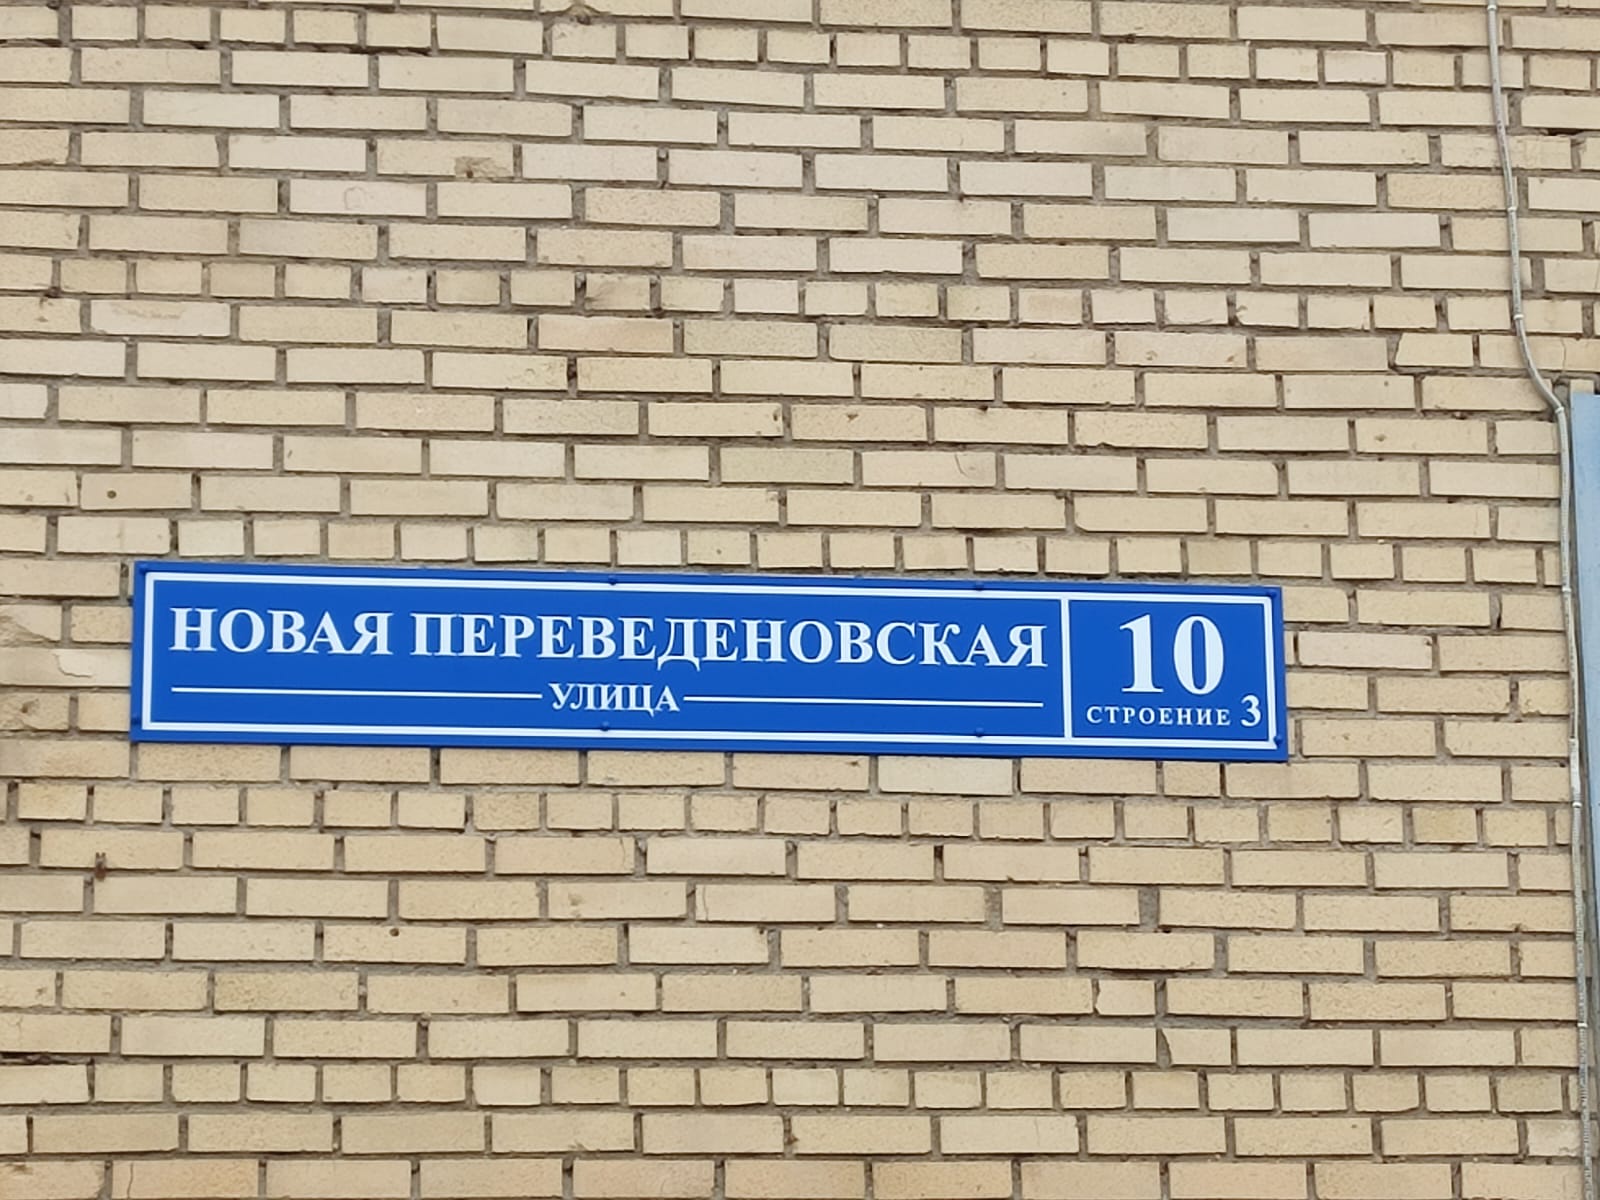 НОВАЯ ПЕРЕВЕДЕНОВСКАЯ
УЛИЦА
10
СТРОЕНИЕ 3